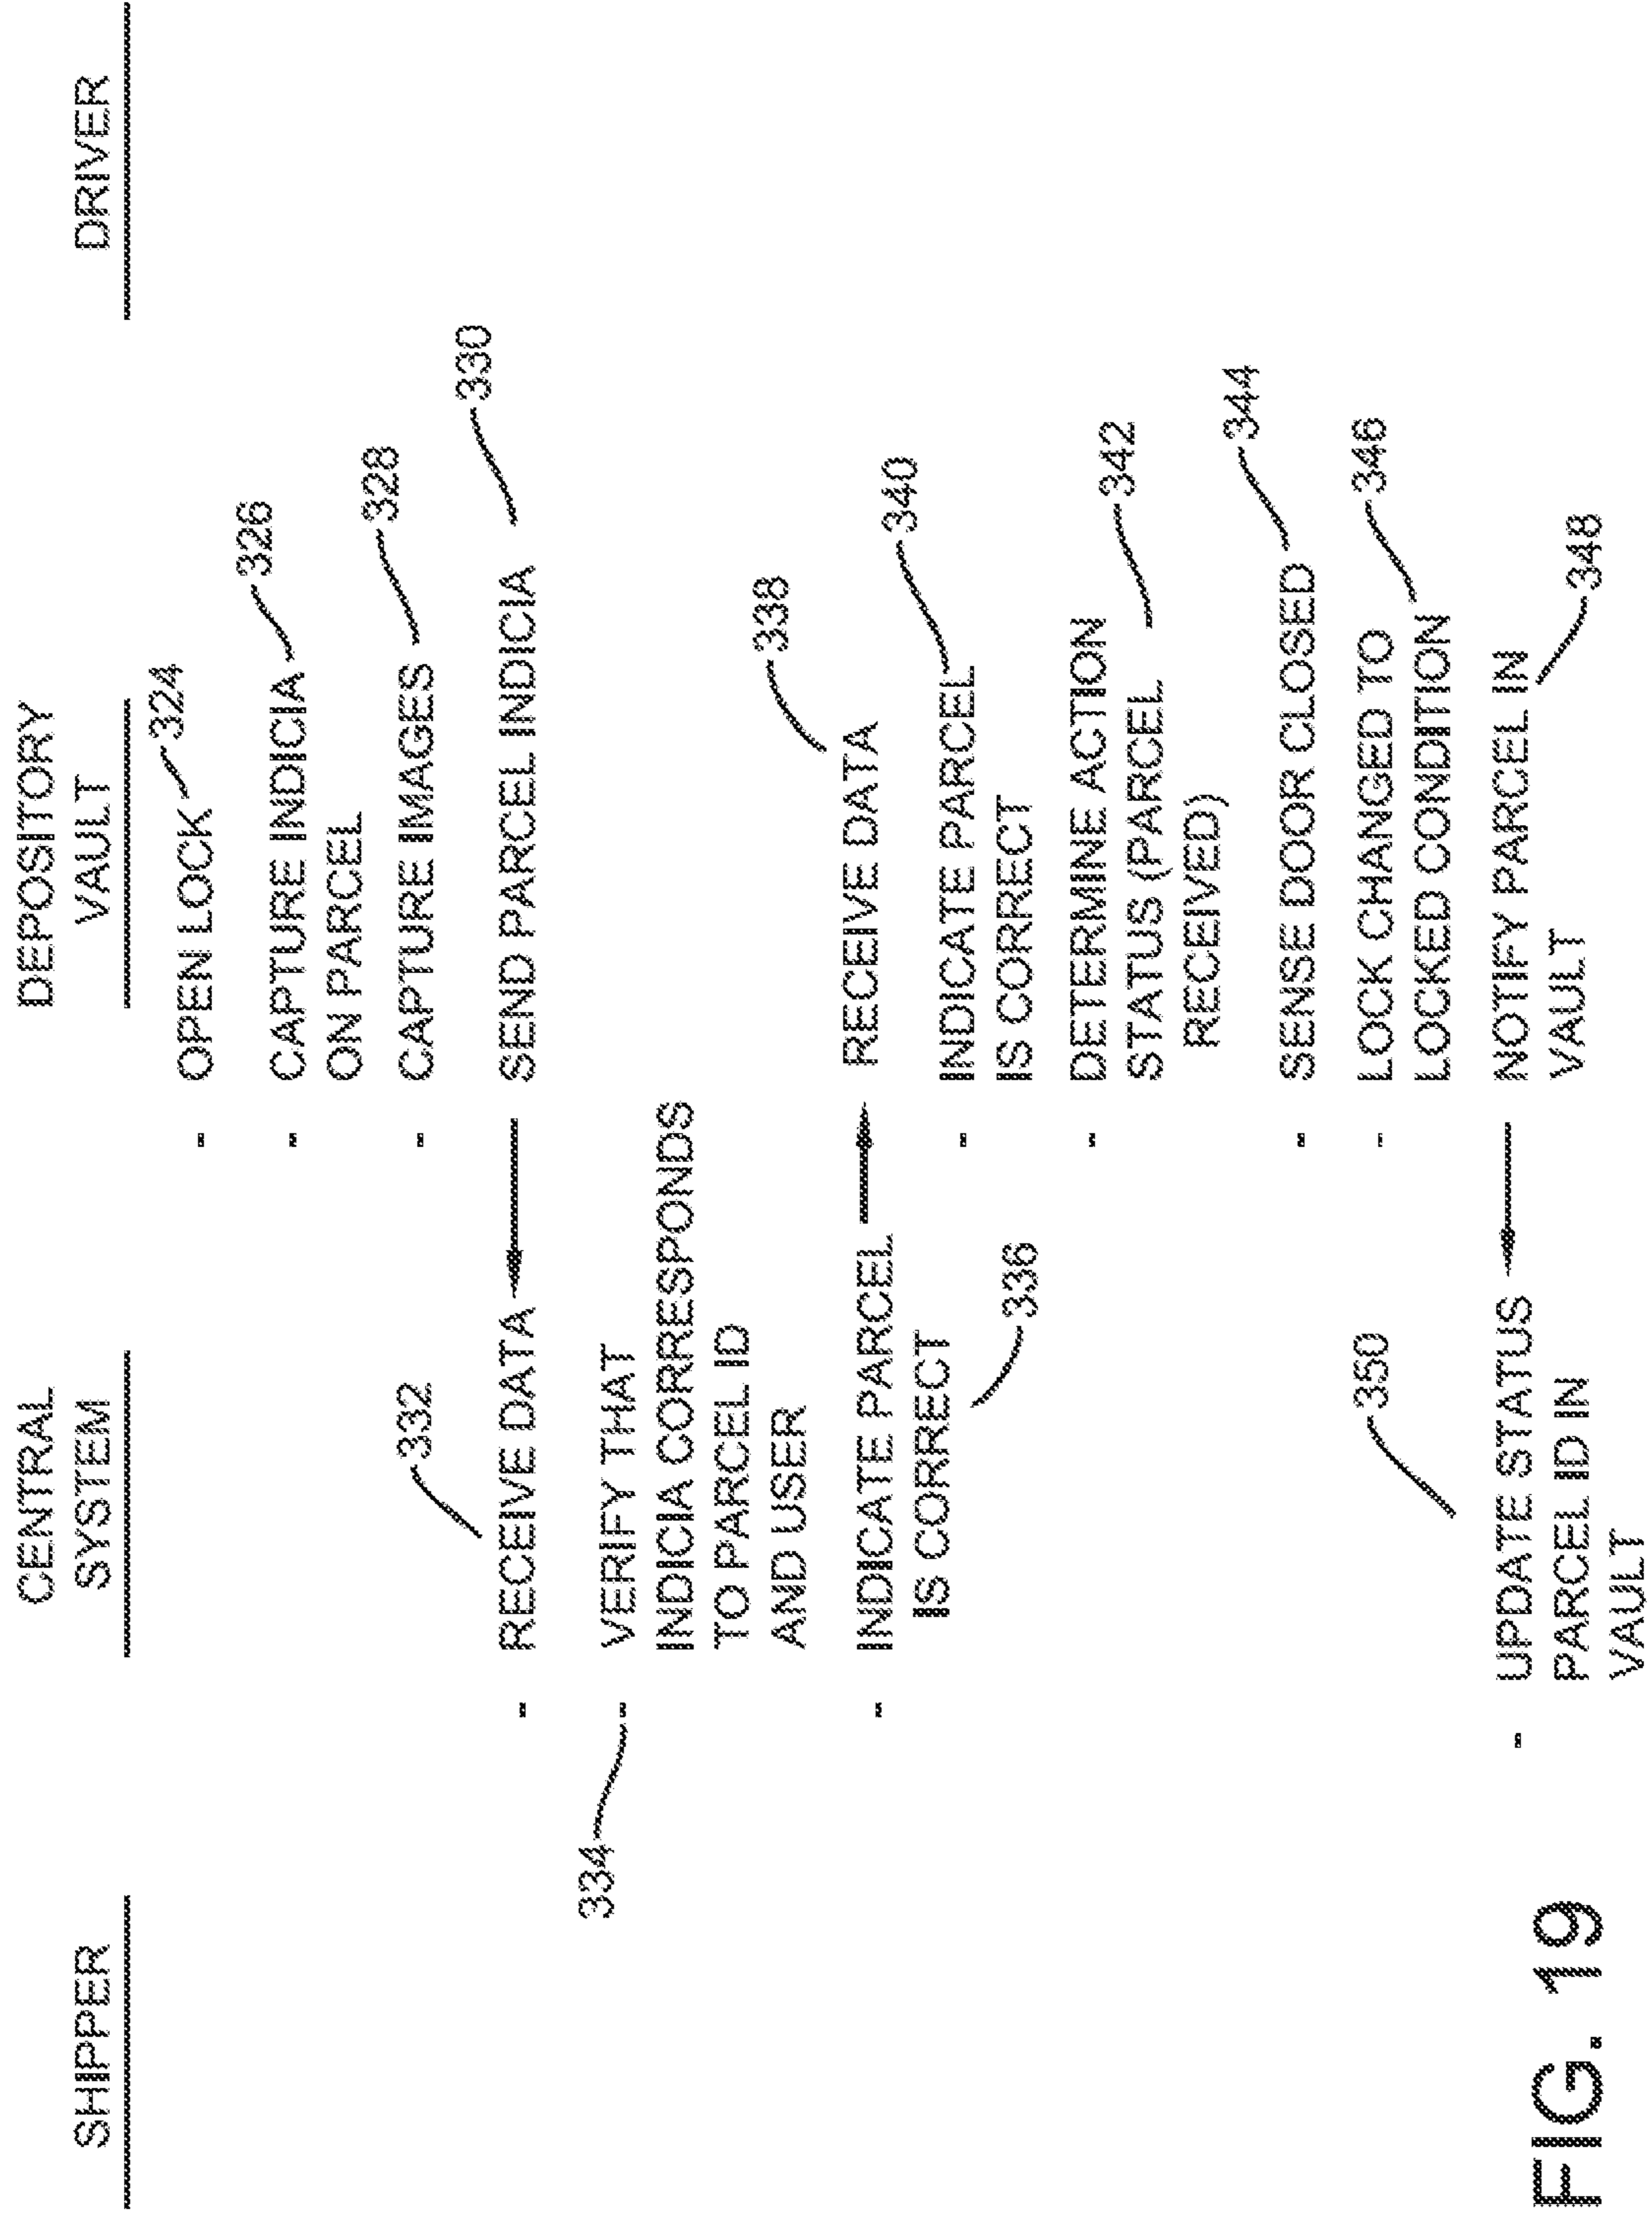 SHIPPER
CENTRAL
SYSTEM
DEPOSITORY
VAULT
DRIVER
OPEN LOCK 324
CAPTURE INDICIA 326
ON PARCEL
CAPTURE IMAGES 328
SEND PARCEL INDICIA 330
332
RECEIVE DATA
334
VERIFY THAT
INDICIA CORRESPONDS
TO PARCEL ID
AND USER
INDICATE PARCEL
IS CORRECT
336
RECEIVE DATA 338
INDICATE PARCEL 340
IS CORRECT
DETERMINE ACTION
STATUS (PARCEL 342
RECEIVED)
SENSE DOOR CLOSED 344
LOCK CHANGED TO
LOCKED CONDITION 346
NOTIFY PARCEL IN
VAULT 348
350
UPDATE STATUS
PARCEL ID IN
VAULT
FIG. 19